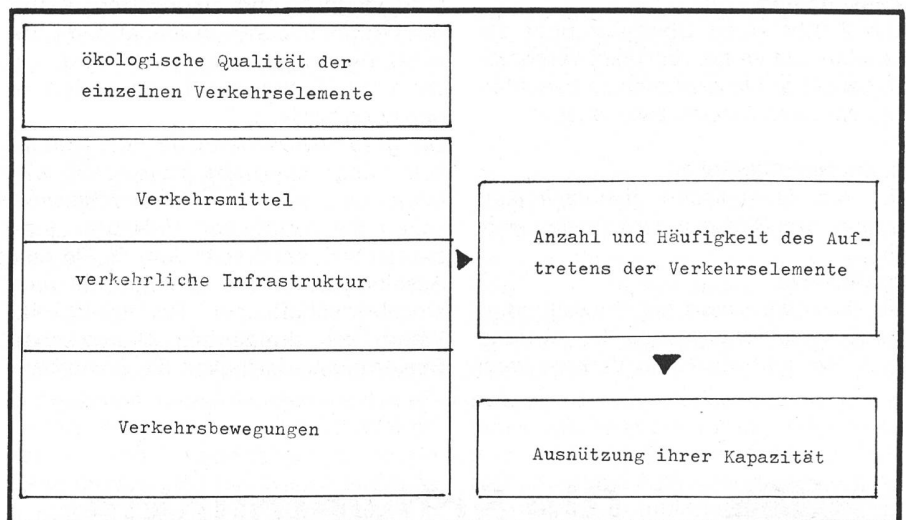 ökologische Qualität der
einzelnen Verkehrselemente
Verkehrsmittel
verkehrliche Infrastruktur
Verkehrsbewegungen
Anzahl und Häufigkeit des Auf-
tretens der Verkehrselemente
Ausnützung ihrer Kapazität